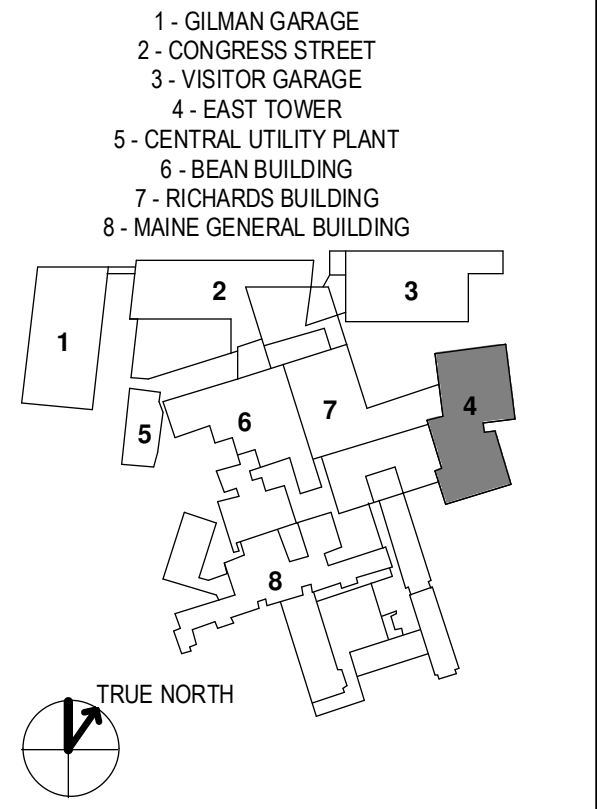 1 - GILMAN GARAGE
2 - CONGRESS STREET
3 - VISITOR GARAGE
4 - EAST TOWER
5 - CENTRAL UTILITY PLANT
6 - BEAN BUILDING
7 - RICHARDS BUILDING
8 - MAINE GENERAL BUILDING
2
3
1
4
7
6
5
8
TRUE NORTH